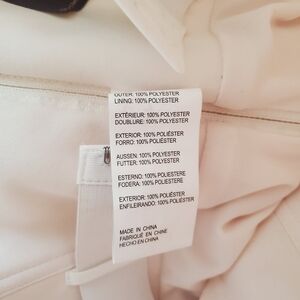 OUTER: 100% POLYESTER
LINING: 100% POLYESTER
EXTÉRIEUR: 100% POLYESTER
DOUBLURE: 100% POLYESTER
EXTERIOR: 100% POLIÉSTER
FORRO: 100% POLIÉSTER
AUSSEN: 100% POLYESTER
FUTTER: 100% POLYESTER
ESTERNO: 100% POLIESTERE
FODERA: 100% POLIESTERE
EXTERIOR: 100% POLIÉSTER
ENFILEIRANDO: 100% POLIÉSTER
MADE IN CHINA
FABRIQUÉ EN CHINE
HECHO EN CHINA